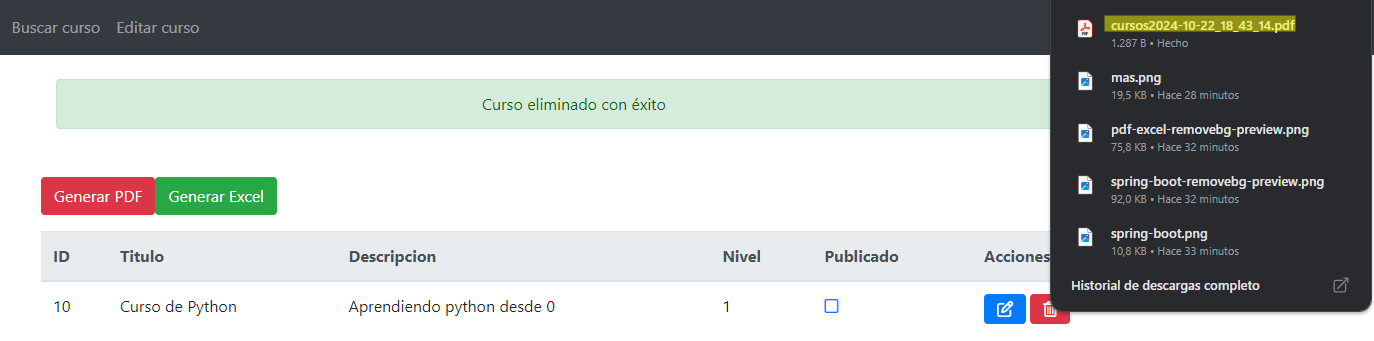 Buscar curso Editar curso
Curso eliminado con éxito
Generar PDF Generar Excel
ID Titulo Descripcion Nivel Publicado Acciones
10 Curso de Python Aprendiendo python desde 0 1
cursos2024-10-22_18_43_14.pdf
1.287 B • Hecho
mas.png
19,5 KB • Hace 28 minutos
pdf-excel-removebg-preview.png
75,8 KB • Hace 32 minutos
spring-boot-removebg-preview.png
92,0 KB • Hace 32 minutos
spring-boot.png
10,8 KB • Hace 33 minutos
Historial de descargas completo